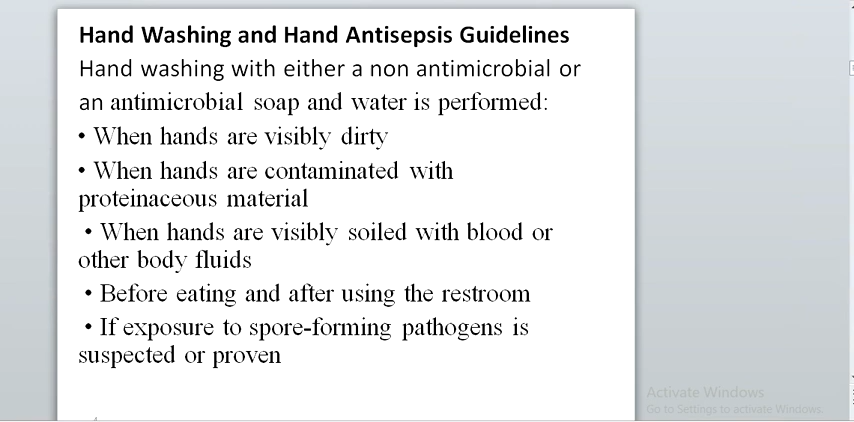 Hand Washing and Hand Antisepsis Guidelines
Hand washing with either a non antimicrobial or
an antimicrobial soap and water is performed:
• When hands are visibly dirty
• When hands are contaminated with
proteinaceous material
• When hands are visibly soiled with blood or
other body fluids
• Before eating and after using the restroom
• If exposure to spore-forming pathogens is
suspected or proven
Activate Windows
Go to Settings to activate Windows.